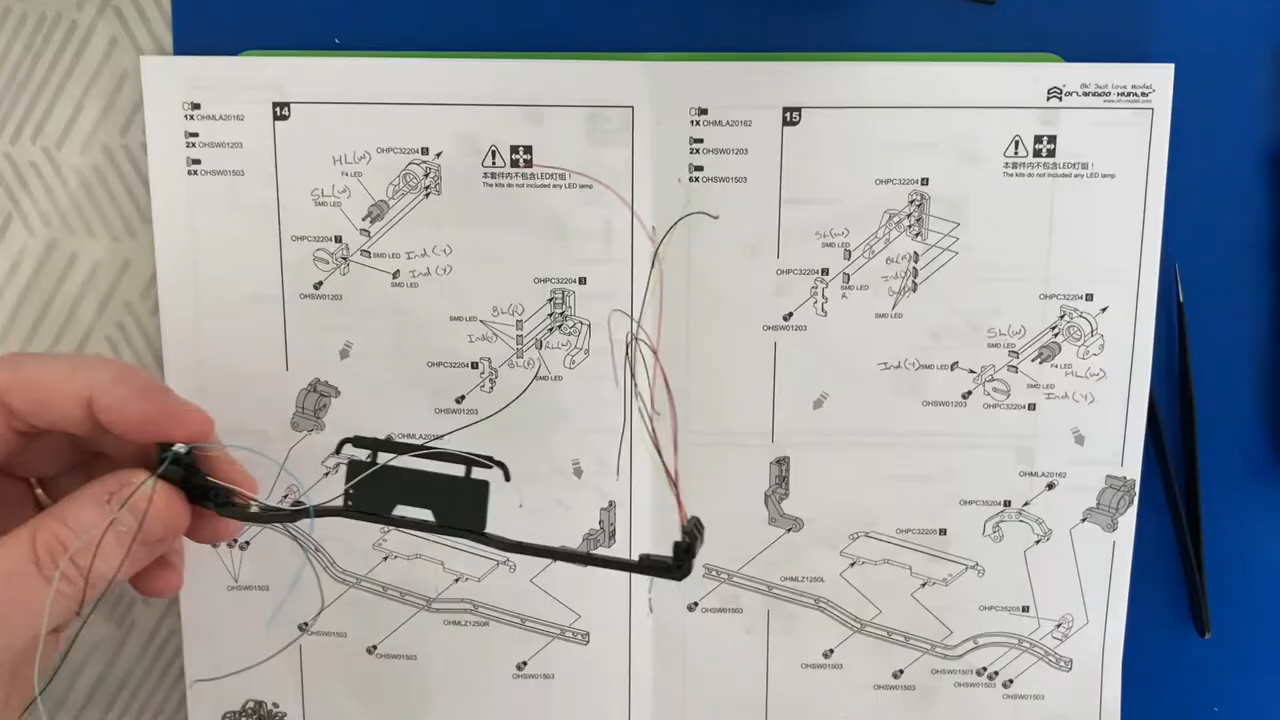 Oh! Just Love Model
ORLANDOO-HUNTER
www.ohmodel.com
14
1X OHMLA20162
2X OHSW01203
6X OHSW01503
OHPC32204 5
HL(W)
F4 LED
SL(W)
SMD LED
本套件内不包含LED灯组！
The kits do not included any LED lamp
OHPC32204 7
SMD LED Ind(Y)
Ind(Y)
SMD LED
OHSW01203
OHPC32204 3
BL(R)
SMD LED
Ind(Y)
RL(W)
BL(R)
SMD LED
OHPC32204 1
OHSW01203
OHSW01503
OHSW01503
OHMLZ1250R
OHSW01503
OHSW01503
15
1X OHMLA20162
2X OHSW01203
6X OHSW01503
本套件内不包含LED灯组！
The kits do not included any LED lamp
OHPC32204 4
SL(W)
SMD LED
BL(R)
Ind(Y)
OHPC32204 2
SMD LED
R
SMD LED
OHSW01203
OHPC32204 6
SL(W)
SMD LED
Ind(Y) SMD LED
F4 LED
HL(W)
SMD LED
Ind(Y)
OHSW01203
OHPC32204 8
OHMLA20162
OHPC35204 1
OHPC32205 2
OHMLZ1250L
OHPC35205 3
OHSW01503
OHSW01503
OHSW01503
OHSW01503
OHSW01503
OHSW01503